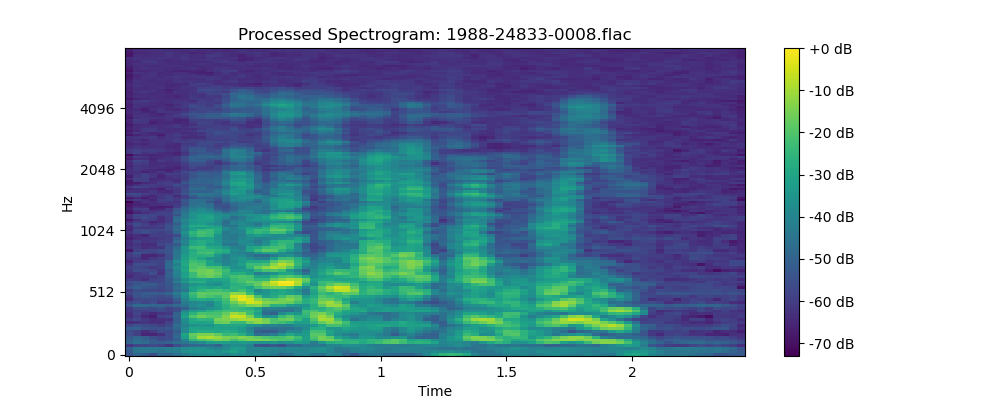 Processed Spectrogram: 1988-24833-0008.flac
Hz
4096
2048
1024
512
0
0
0.5
1
1.5
2
Time
+0 dB
-10 dB
-20 dB
-30 dB
-40 dB
-50 dB
-60 dB
-70 dB